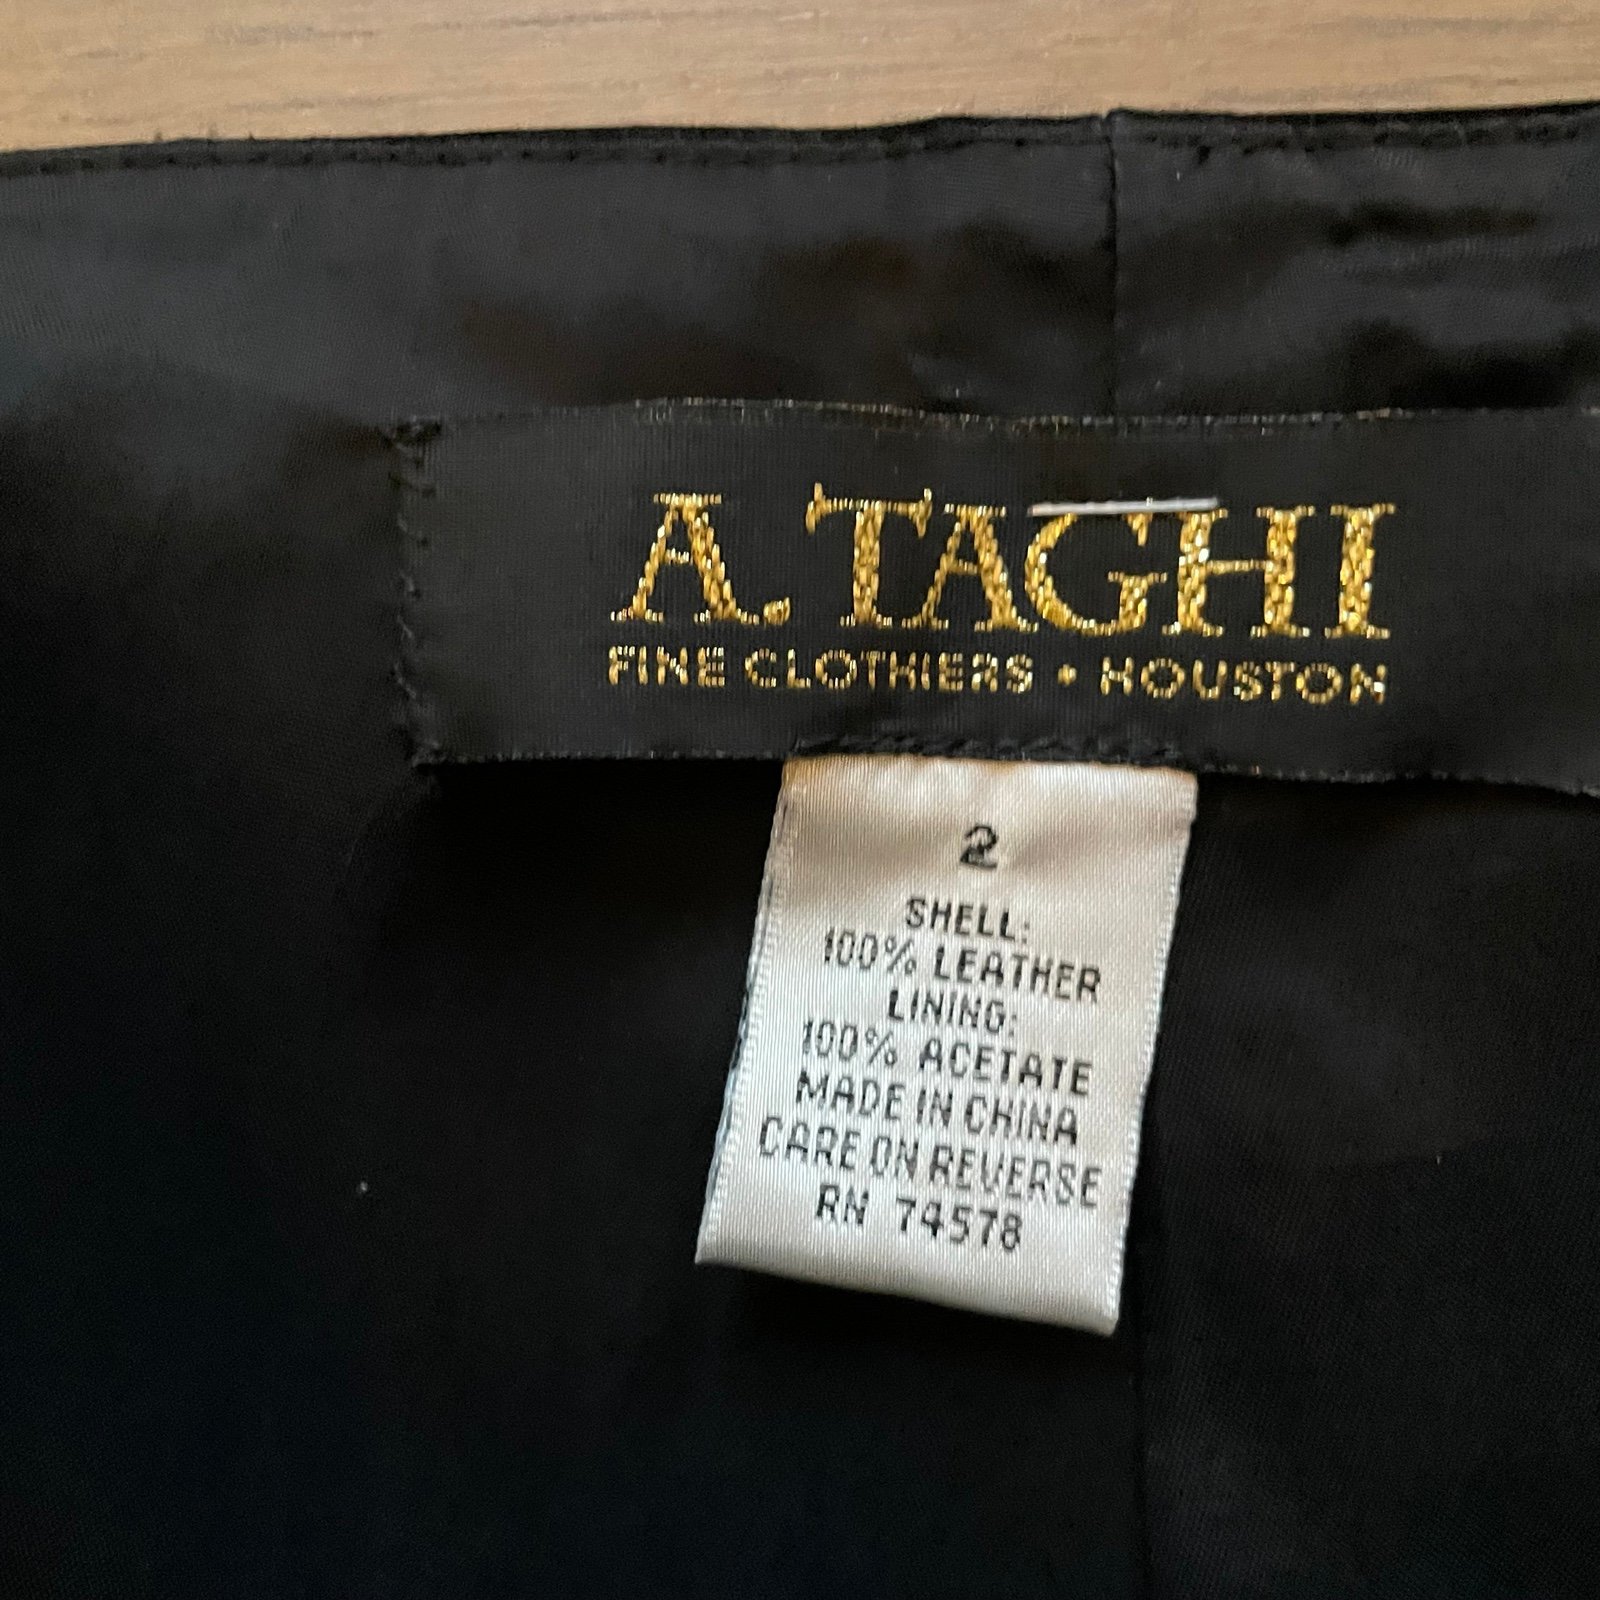 A. TAGHI
FINE CLOTHIERS • HOUSTON
2
SHELL:
100% LEATHER
LINING:
100% ACETATE
MADE IN CHINA
CARE ON REVERSE
RN 74578